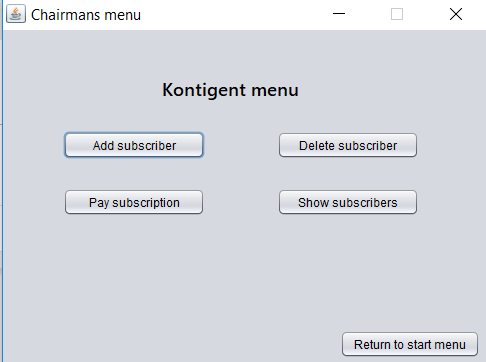 Chairmans menu
Kontigent menu
Add subscriber
Delete subscriber
Pay subscription
Show subscribers
Return to start menu